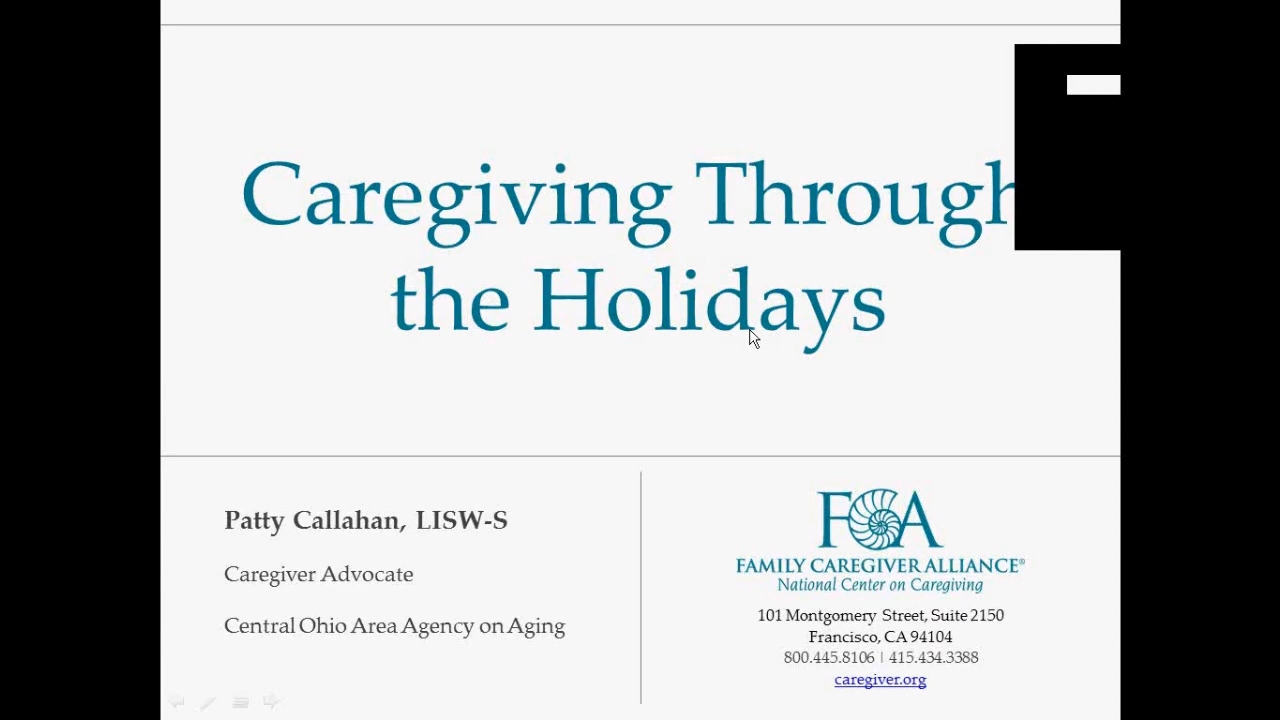 Caregiving Through
the Holidays
Patty Callahan, LISW-S
Caregiver Advocate
Central Ohio Area Agency on Aging
FCA
FAMILY CAREGIVER ALLIANCE®
National Center on Caregiving
101 Montgomery Street, Suite 2150
Francisco, CA 94104
800.445.8106 | 415.434.3388
caregiver.org